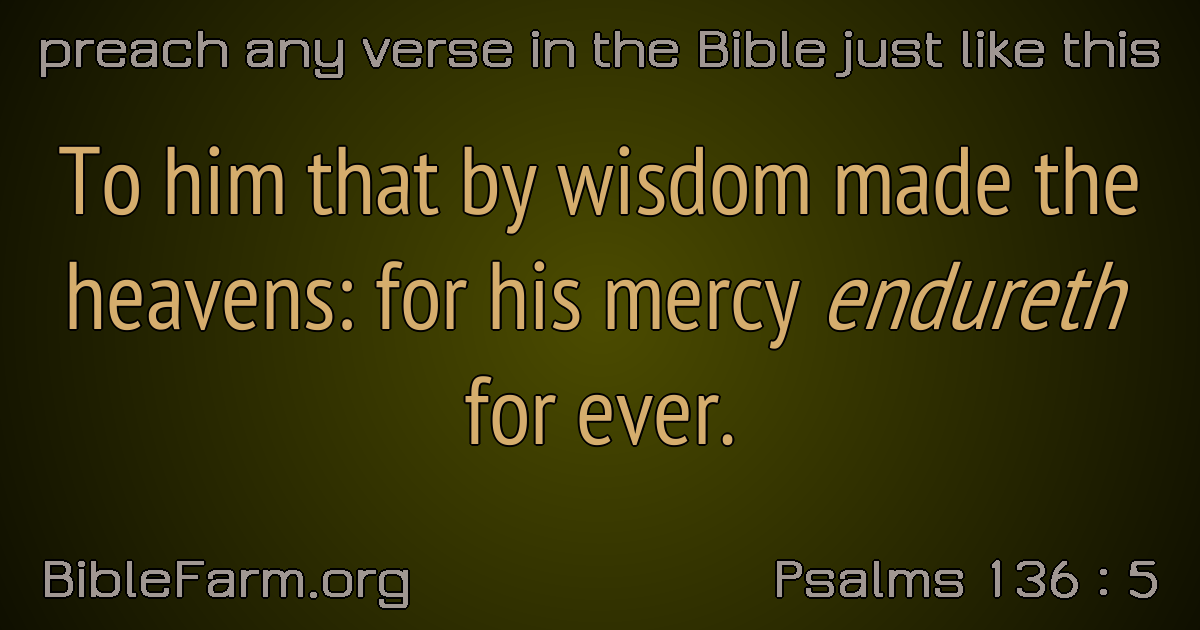 preach any verse in the Bible just like this
To him that by wisdom made the
heavens: for his mercy endureth
for ever.
BibleFarm.org
Psalms 136 : 5